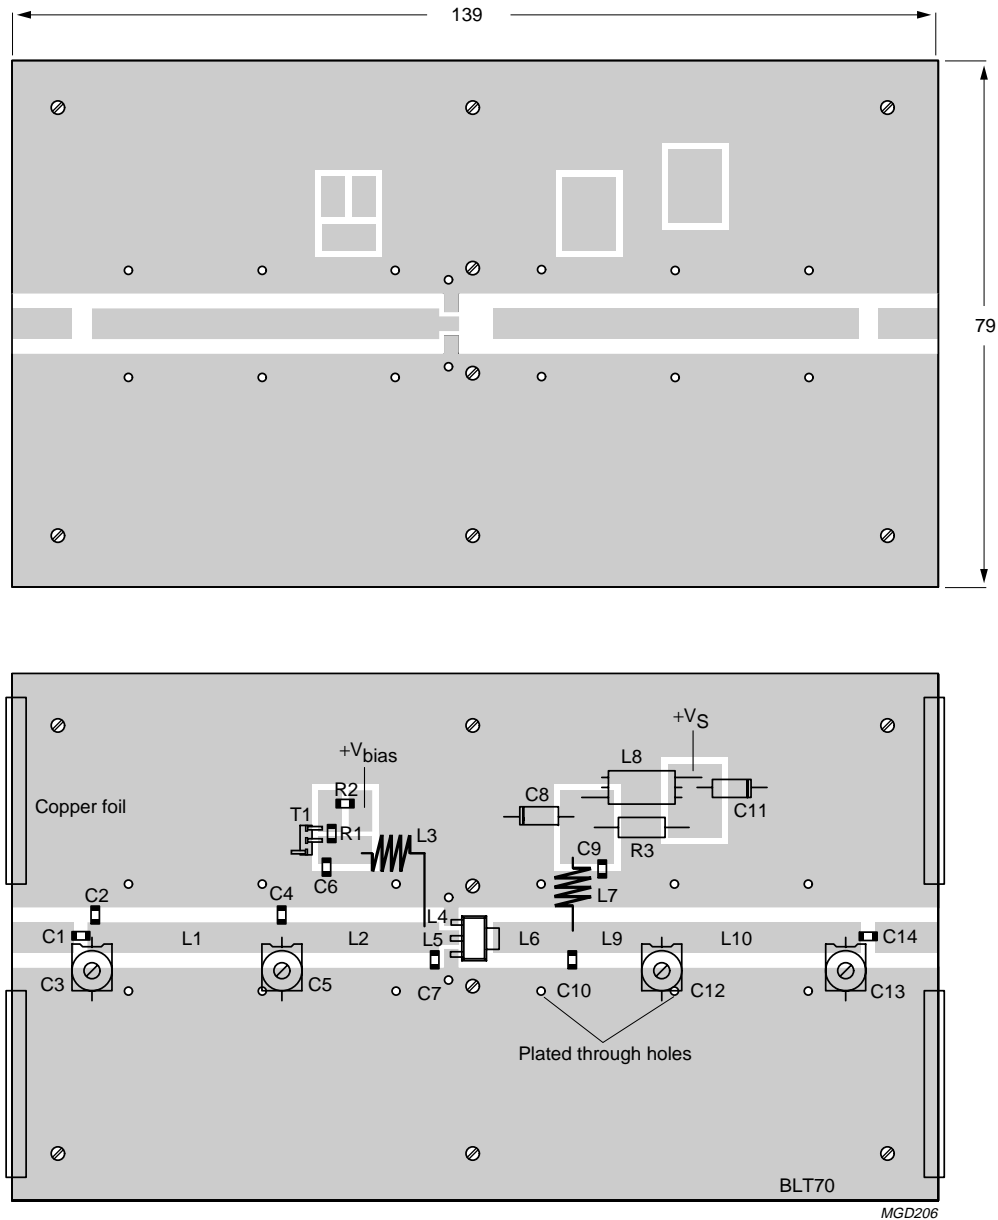 139
79
+VS
+Vbias
L8
R2
C8
C11
Copper foil
T1
R1
L3
R3
C9
C6
L7
C2
C4
L4
C1
L1
L2
L5
L6
L9
L10
C14
C3
C5
C7
C10
C12
C13
Plated through holes
BLT70
MGD206